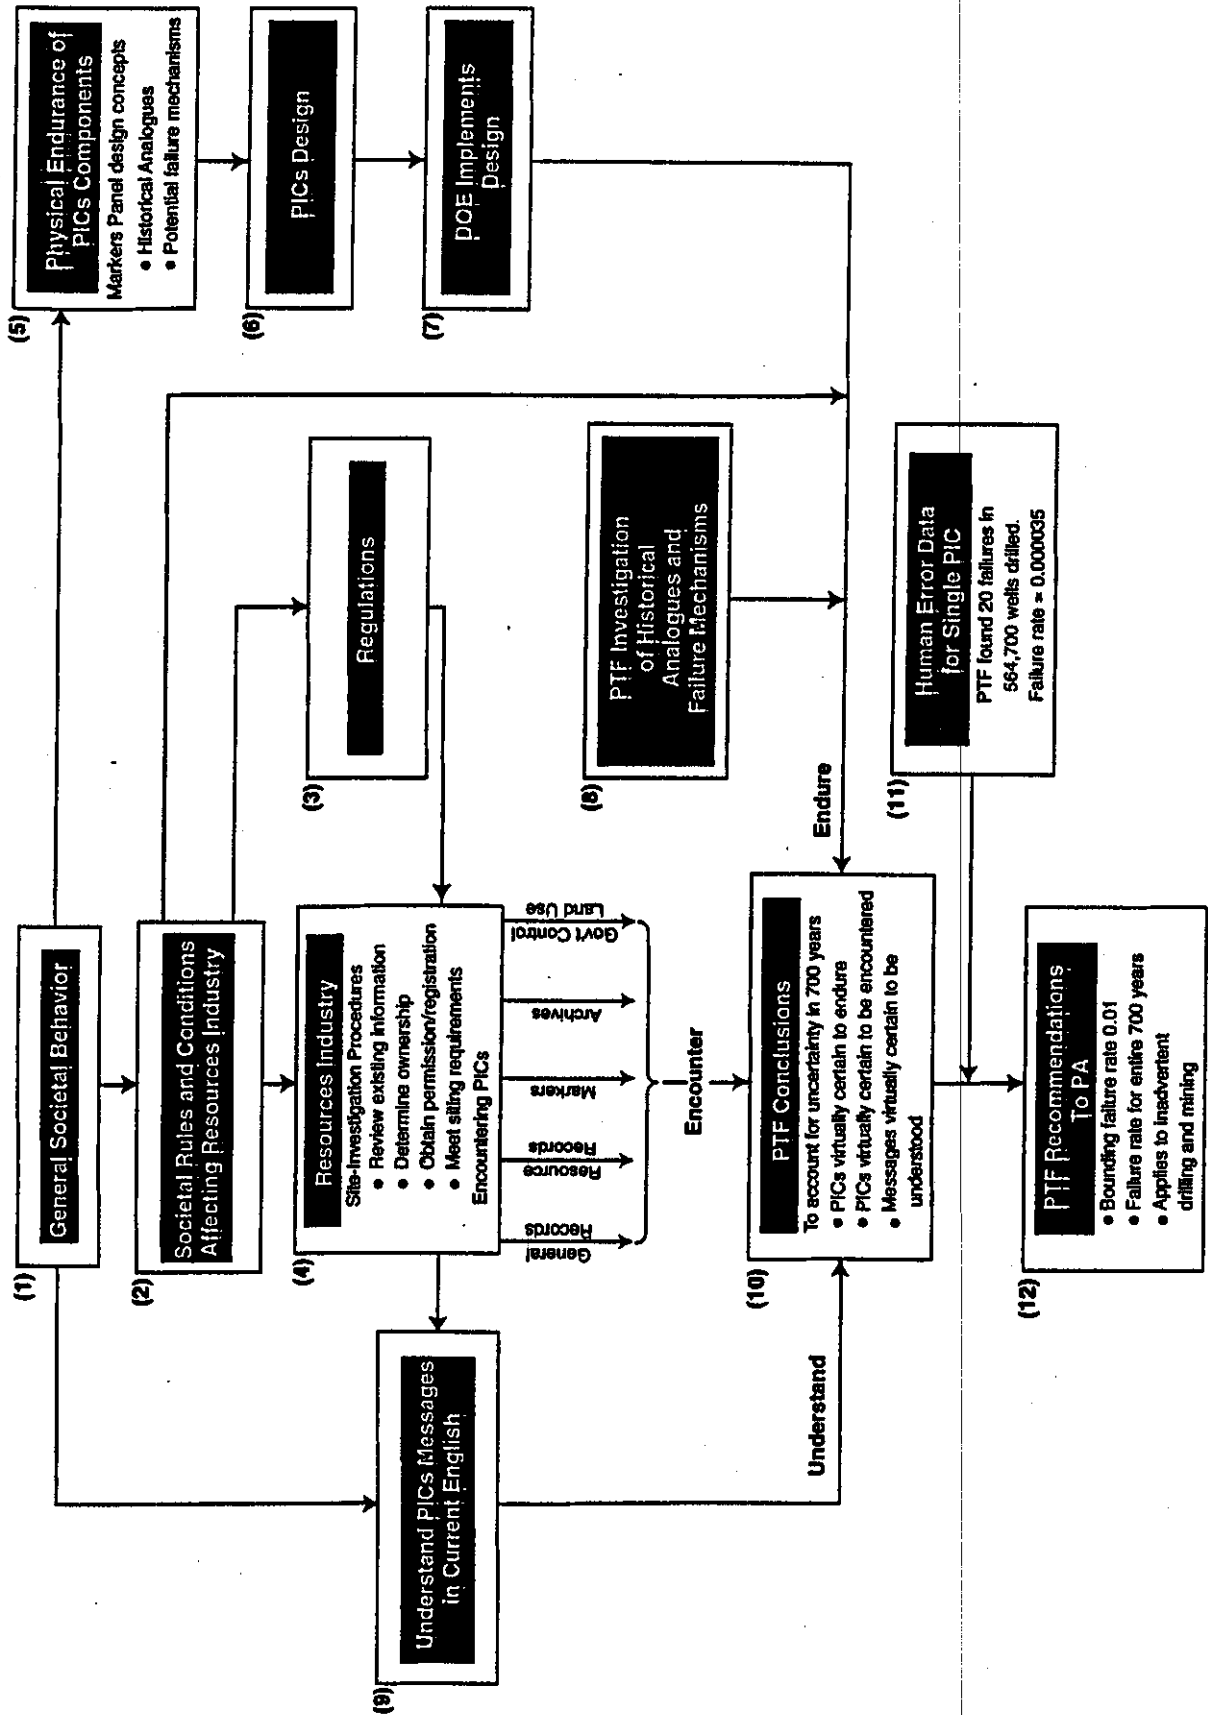 (1)
General Societal Behavior
(2)
Societal Rules and Conditions
Affecting Resources Industry
(3)
Regulations
(4)
Resources Industry
Site-Investigation Procedures
● Review existing information
● Determine ownership
● Obtain permission/registration
● Meet siting requirements
Encountering PICs
General
Records
Resource
Records
Markers
Archives
Gov't Control
Land Use
Encounter
(5)
Physical Endurance of
PICs Components
Markers Panel design concepts
● Historical Analogues
● Potential failure mechanisms
(6)
PICs Design
(7)
DOE Implements
Design
(8)
PTF Investigation
of Historical
Analogues and
Failure Mechanisms
Endure
(9)
Understand PICs Messages
in Current English
Understand
(10)
PTF Conclusions
To account for uncertainty in 700 years
● PICs virtually certain to endure
● PICs virtually certain to be encountered
● Messages virtually certain to be
understood
(11)
Human Error Data
for Single PIC
PTF found 20 failures in
564,700 wells drilled.
Failure rate = 0.000035
(12)
PTF Recommendations
To PA
● Bounding failure rate 0.01
● Failure rate for entire 700 years
● Applies to inadvertent
drilling and mining